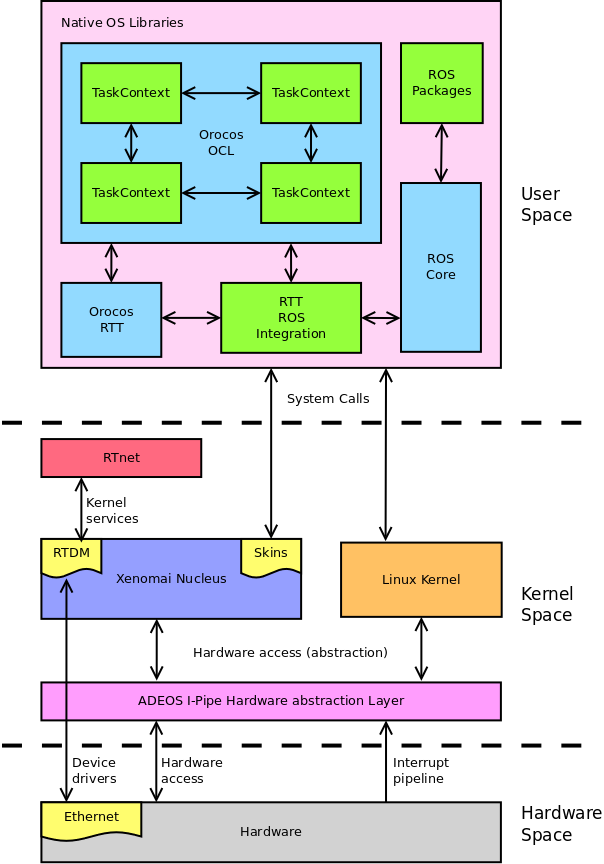 Native OS Libraries
TaskContext
TaskContext
ROS
Packages
Orocos
OCL
TaskContext
TaskContext
User
Space
ROS
Core
Orocos
RTT
RTT
ROS
Integration
System Calls
RTnet
Kernel
services
RTDM
Skins
Xenomai Nucleus
Linux Kernel
Kernel
Space
Hardware access (abstraction)
ADEOS I-Pipe Hardware abstraction Layer
Device
drivers
Hardware
access
Interrupt
pipeline
Ethernet
Hardware
Hardware
Space